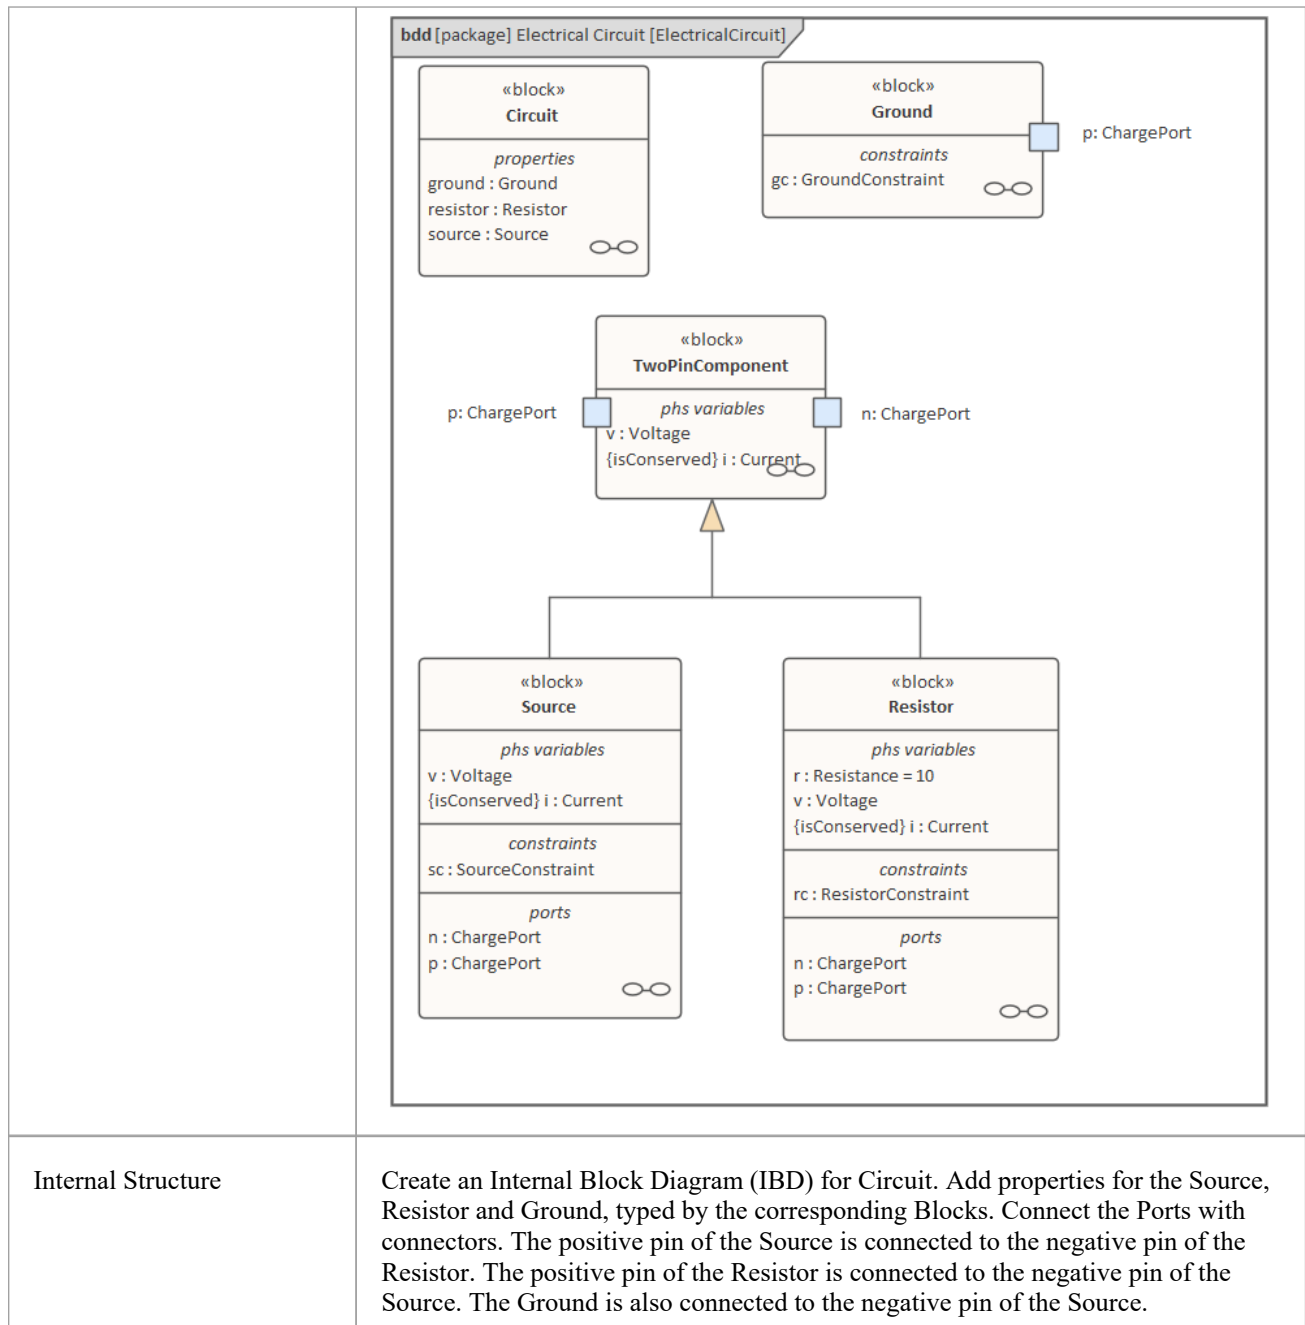 bdd [package] Electrical Circuit [ElectricalCircuit]
«block»
Circuit
properties
ground : Ground
resistor : Resistor
source : Source
«block»
Ground
constraints
gc : GroundConstraint
p: ChargePort
«block»
TwoPinComponent
phs variables
v : Voltage
{isConserved} i : Current
p: ChargePort
n: ChargePort
«block»
Source
phs variables
v : Voltage
{isConserved} i : Current
constraints
sc : SourceConstraint
ports
n : ChargePort
p : ChargePort
«block»
Resistor
phs variables
r : Resistance = 10
v : Voltage
{isConserved} i : Current
constraints
rc : ResistorConstraint
ports
n : ChargePort
p : ChargePort
Internal Structure
Create an Internal Block Diagram (IBD) for Circuit. Add properties for the Source,
Resistor and Ground, typed by the corresponding Blocks. Connect the Ports with
connectors. The positive pin of the Source is connected to the negative pin of the
Resistor. The positive pin of the Resistor is connected to the negative pin of the
Source. The Ground is also connected to the negative pin of the Source.